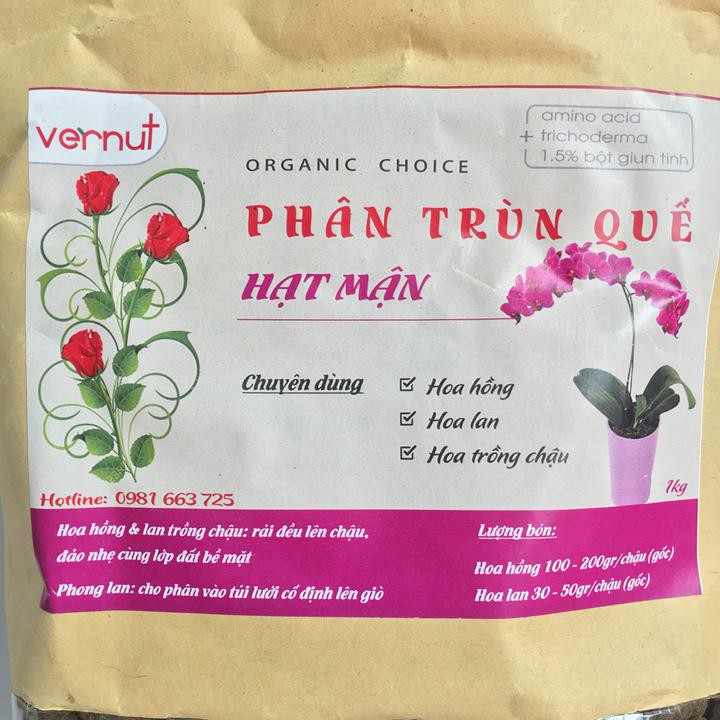 vernut
amino acid
+ trichoderma
1.5% bột giun tinh
ORGANIC CHOICE
PHÂN TRÙN QUẾ
HẠT MẬN
Chuyên dùng
Hoa hồng
Hoa lan
Hoa trồng chậu
Hotline: 0981 663 725
1kg
Hoa hồng & lan trồng chậu: rải đều lên chậu,
đảo nhẹ cùng lớp đất bề mặt
Phong lan: cho phân vào túi lưới cố định lên giò
Lượng bón:
Hoa hồng 100 - 200gr/chậu (gốc)
Hoa lan 30 - 50gr/chậu (gốc)